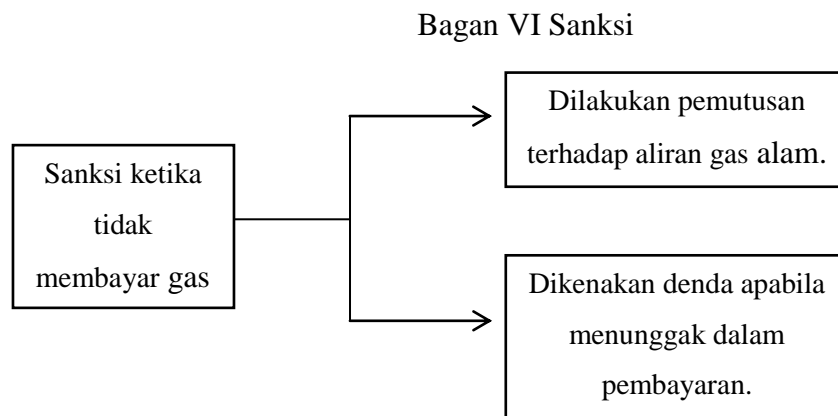 Bagan VI Sanksi
Sanksi ketika
tidak
membayar gas
Dilakukan pemutusan
terhadap aliran gas alam.
Dikenakan denda apabila
menunggak dalam
pembayaran.